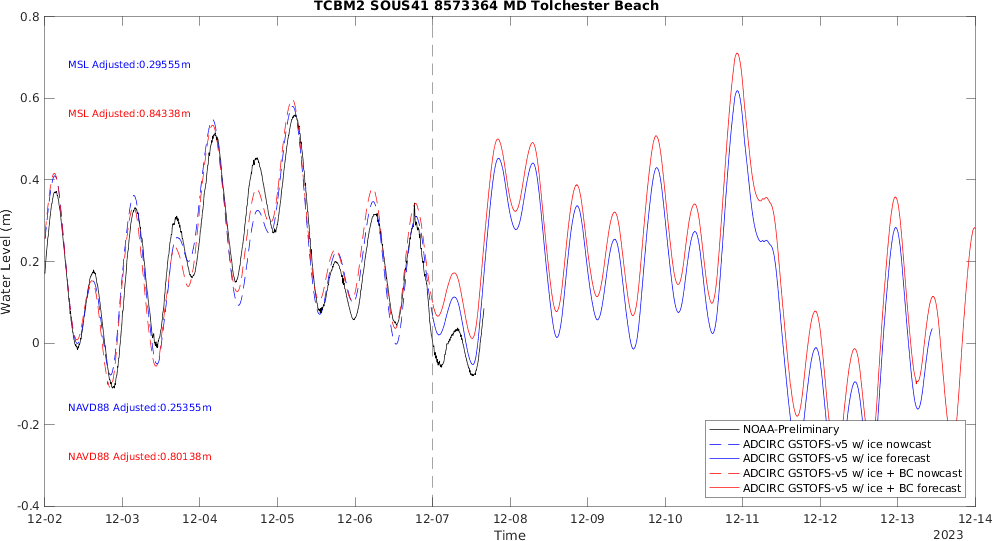 TCBM2 SOUS41 8573364 MD Tolchester Beach
0.8
0.6
0.4
0.2
0
-0.2
-0.4
Water Level (m)
MSL Adjusted:0.29555m
MSL Adjusted:0.84338m
NAVD88 Adjusted:0.25355m
NAVD88 Adjusted:0.80138m
NOAA-Preliminary
ADCIRC GSTOFS-v5 w/ ice nowcast
ADCIRC GSTOFS-v5 w/ ice forecast
ADCIRC GSTOFS-v5 w/ ice + BC nowcast
ADCIRC GSTOFS-v5 w/ ice + BC forecast
12-02 12-03 12-04 12-05 12-06 12-07 12-08 12-09 12-10 12-11 12-12 12-13 12-14
Time
2023